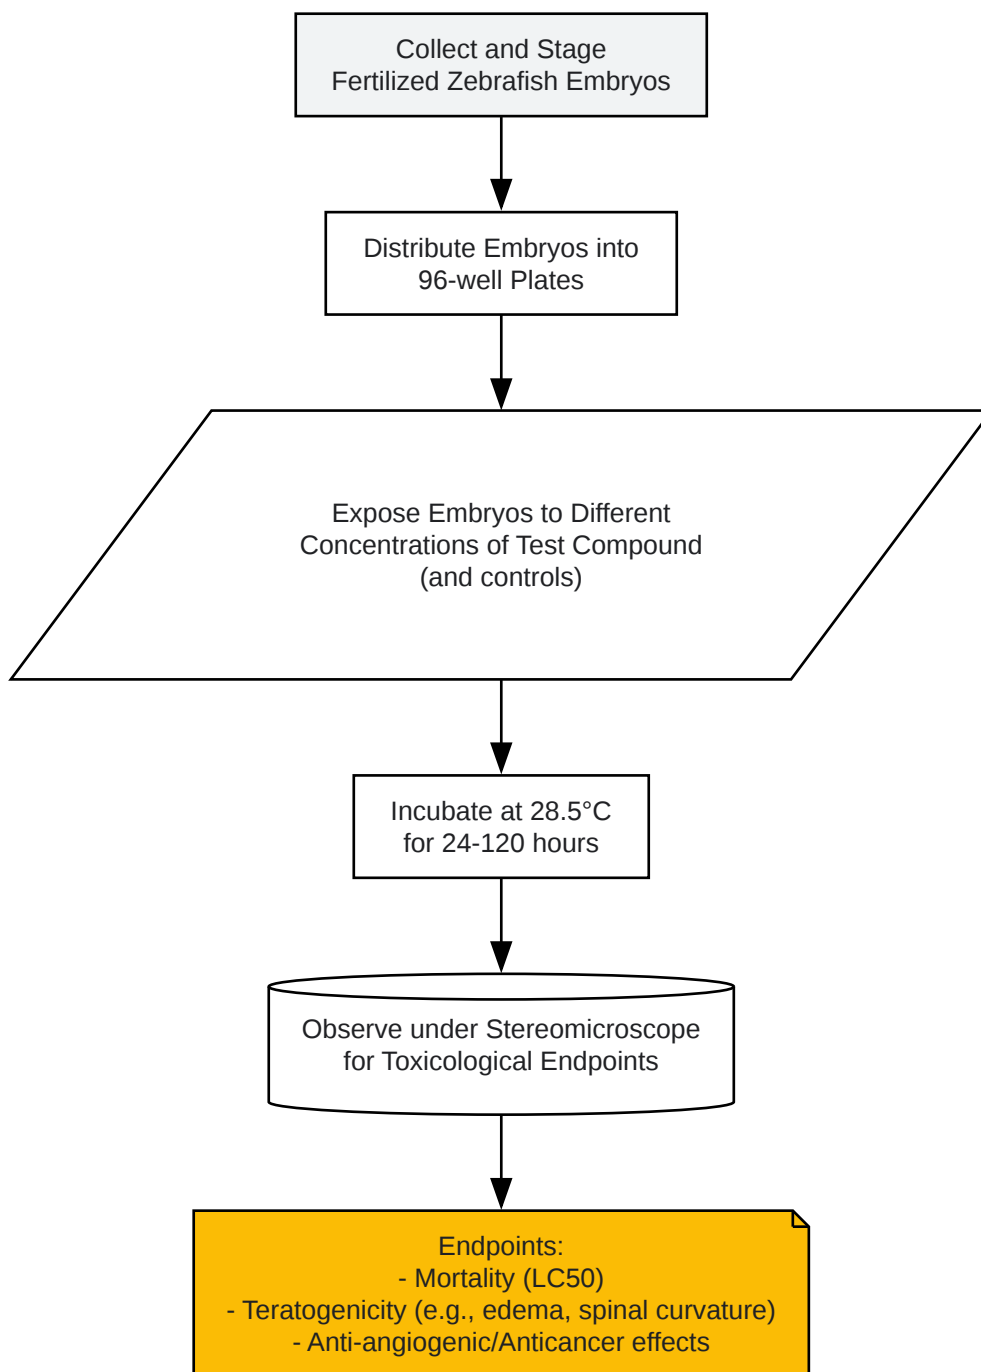 Collect and Stage
Fertilized Zebrafish Embryos
Distribute Embryos into
96-well Plates
Expose Embryos to Different
Concentrations of Test Compound
(and controls)
Incubate at 28.5°C
for 24-120 hours
Observe under Stereomicroscope
for Toxicological Endpoints
Endpoints:
- Mortality (LC50)
- Teratogenicity (e.g., edema, spinal curvature)
- Anti-angiogenic/Anticancer effects